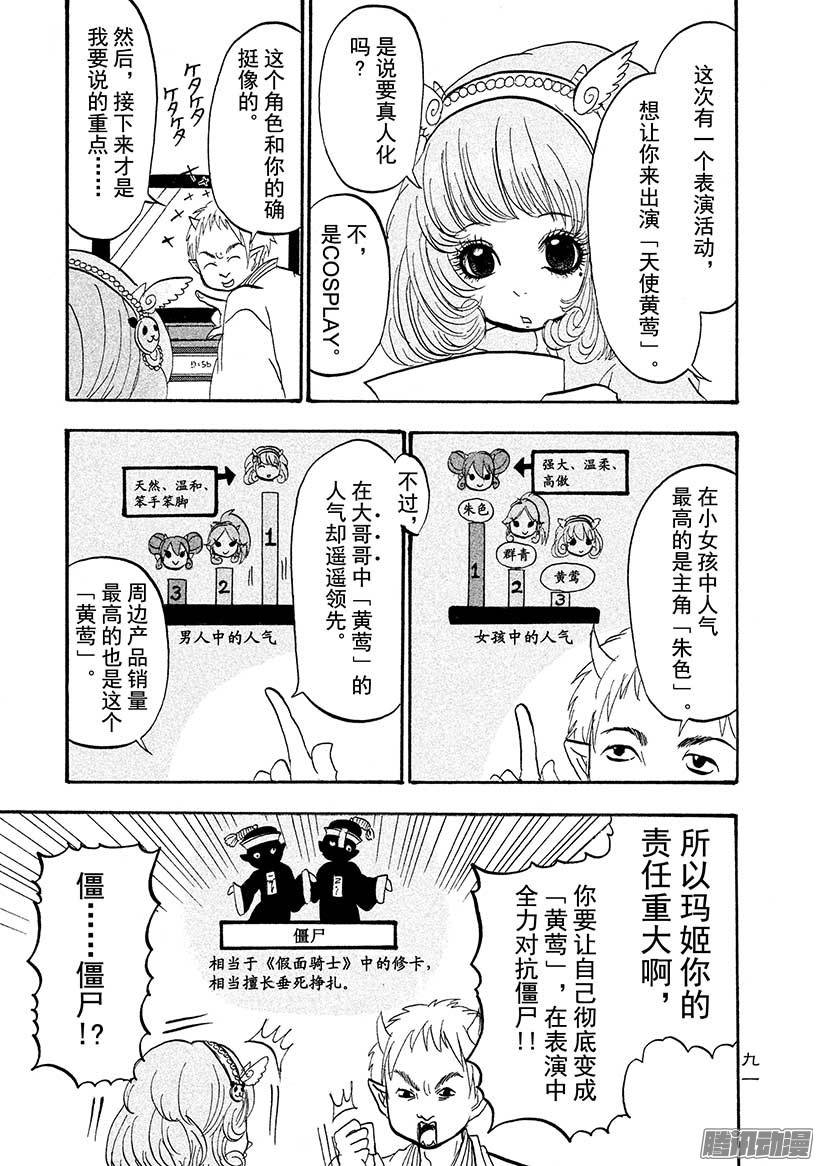 这次有一个表演活动，
想让你来出演「天使黄莺」。
是说要真人化
吗？
不，
是COSPLAY。
这个角色和你的确
挺像的。
ケタケタ
ケタケタ
然后，接下来才是
我要说的重点……
在小女孩中人气
最高的是主角「朱色」。
强大、温柔、
高傲
朱色
群青
黄莺
1
2
3
女孩中的人气
不过，
在大哥哥中「黄莺」的
人气却遥遥领先。
天然、温和、
笨手笨脚
1
2
3
男人中的人气
周边产品销量
最高的也是这个
「黄莺」。
所以玛姬你的
责任重大啊，
你要让自己彻底变成
「黄莺」，在表演中
全力对抗僵尸!!
僵尸
相当于《假面骑士》中的修卡，
相当擅长垂死挣扎。
僵……僵尸!?
九一
腾讯动漫